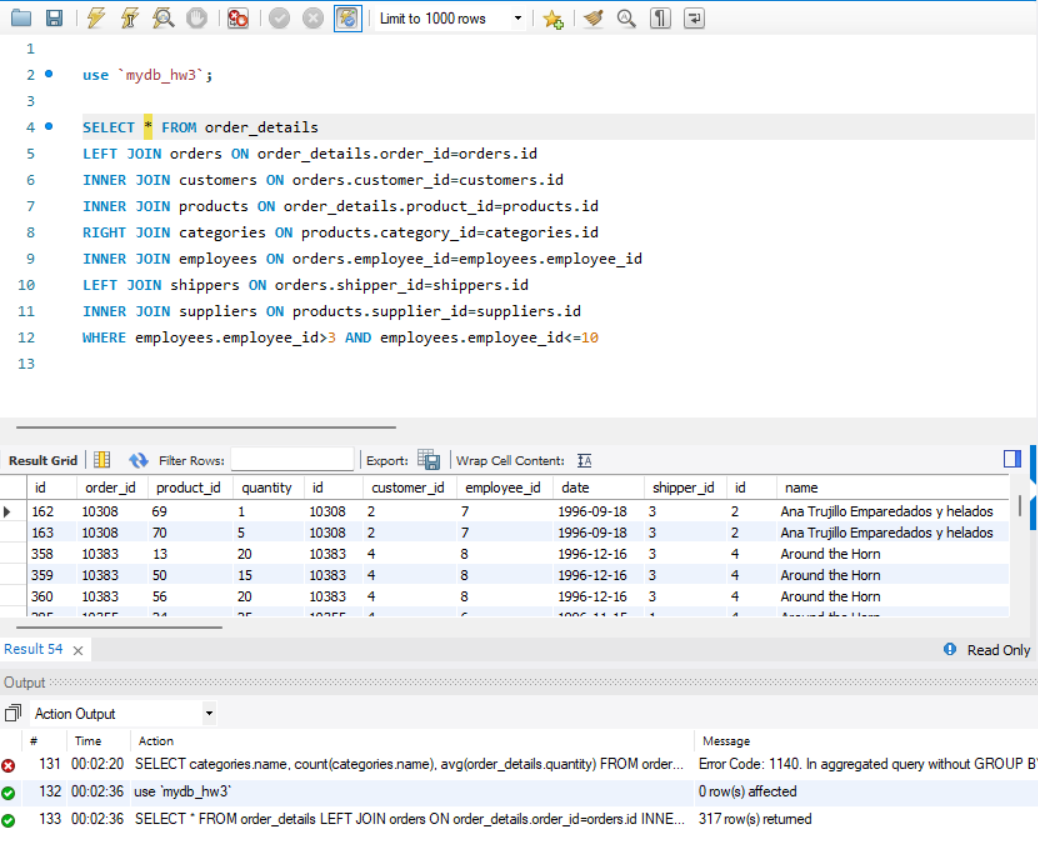 Limit to 1000 rows
1
2 use `mydb_hw3`;
3
4 SELECT * FROM order_details
5 LEFT JOIN orders ON order_details.order_id=orders.id
6 INNER JOIN customers ON orders.customer_id=customers.id
7 INNER JOIN products ON order_details.product_id=products.id
8 RIGHT JOIN categories ON products.category_id=categories.id
9 INNER JOIN employees ON orders.employee_id=employees.employee_id
10 LEFT JOIN shippers ON orders.shipper_id=shippers.id
11 INNER JOIN suppliers ON products.supplier_id=suppliers.id
12 WHERE employees.employee_id>3 AND employees.employee_id<=10
13
Result Grid Filter Rows: Export: Wrap Cell Content:
id order_id product_id quantity id customer_id employee_id date shipper_id id name
162 10308 69 1 10308 2 7 1996-09-18 3 2 Ana Trujillo Emparedados y helados
163 10308 70 5 10308 2 7 1996-09-18 3 2 Ana Trujillo Emparedados y helados
358 10383 13 20 10383 4 8 1996-12-16 3 4 Around the Horn
359 10383 50 15 10383 4 8 1996-12-16 3 4 Around the Horn
360 10383 56 20 10383 4 8 1996-12-16 3 4 Around the Horn
Result 54 Read Only
Output
Action Output
# Time Action Message
131 00:02:20 SELECT categories.name, count(categories.name), avg(order_details.quantity) FROM order... Error Code: 1140. In aggregated query without GROUP BY
132 00:02:36 use `mydb_hw3` 0 row(s) affected
133 00:02:36 SELECT * FROM order_details LEFT JOIN orders ON order_details.order_id=orders.id INNE... 317 row(s) returned